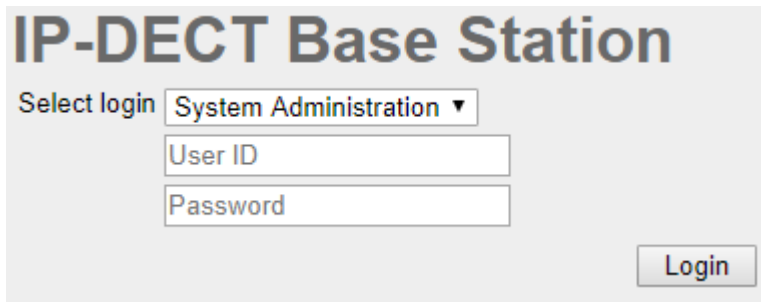 IP-DECT Base Station
Select login System Administration ▼
User ID
Password
Login